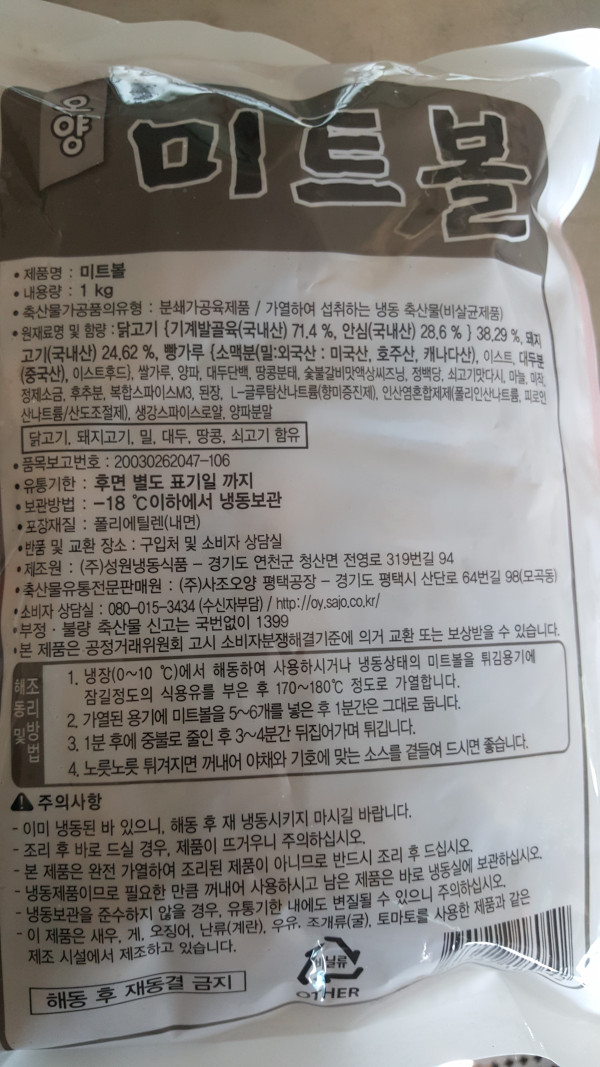 오양
미트볼
• 제품명 : 미트볼
• 내용량 : 1 kg
• 축산물가공품의유형 : 분쇄가공육제품 / 가열하여 섭취하는 냉동 축산물(비살균제품)
• 원재료명 및 함량 : 닭고기 {기계발골육(국내산) 71.4 %, 안심(국내산) 28.6 % } 38.29 %, 돼지
고기(국내산) 24.62 %, 빵가루 {소맥분(밀:외국산 : 미국산, 호주산, 캐나다산), 이스트, 대두분
(중국산), 이스트후드}, 쌀가루, 양파, 대두단백, 땅콩분태, 숯불갈비맛액상씨즈닝, 정백당, 쇠고기맛다시, 마늘, 미작,
정제소금, 후추분, 복합스파이스M3, 된장, L-글루탐산나트륨(향미증진제), 인산염혼합제제(폴리인산나트륨, 피로인
산나트륨/산도조절제), 생강스파이스로얄, 양파분말
닭고기, 돼지고기, 밀, 대두, 땅콩, 쇠고기 함유
• 품목보고번호 : 20030262047-106
• 유통기한 : 후면 별도 표기일 까지
• 보관방법 : -18 ℃이하에서 냉동보관
• 포장재질 : 폴리에틸렌(내면)
• 반품 및 교환 장소 : 구입처 및 소비자 상담실
• 제조원 : (주)성원냉동식품 - 경기도 연천군 청산면 전영로 319번길 94
• 축산물유통전문판매원 : (주)사조오양 평택공장 - 경기도 평택시 산단로 64번길 98(모곡동)
• 소비자 상담실 : 080-015-3434 (수신자부담) / http://oy.sajo.co.kr/
• 부정 · 불량 축산물 신고는 국번없이 1399
• 본 제품은 공정거래위원회 고시 소비자분쟁해결기준에 의거 교환 또는 보상받을 수 있습니다.
해동 및 조리방법
1. 냉장(0~10 ℃)에서 해동하여 사용하시거나 냉동상태의 미트볼을 튀김용기에
잠길정도의 식용유를 부은 후 170~180℃ 정도로 가열합니다.
2. 가열된 용기에 미트볼을 5~6개를 넣은 후 1분간은 그대로 둡니다.
3. 1분 후에 중불로 줄인 후 3~4분간 뒤집어가며 튀깁니다.
4. 노릇노릇 튀겨지면 꺼내어 야채와 기호에 맞는 소스를 곁들여 드시면 좋습니다.
주의사항
- 이미 냉동된 바 있으니, 해동 후 재 냉동시키지 마시길 바랍니다.
- 조리 후 바로 드실 경우, 제품이 뜨거우니 주의하십시오.
- 본 제품은 완전 가열하여 조리된 제품이 아니므로 반드시 조리 후 드십시오.
- 냉동제품이므로 필요한 만큼 꺼내어 사용하시고 남은 제품은 바로 냉동실에 보관하십시오.
- 냉동보관을 준수하지 않을 경우, 유통기한 내에도 변질될 수 있으니 주의하십시오.
- 이 제품은 새우, 게, 오징어, 난류(계란), 우유, 조개류(굴), 토마토를 사용한 제품과 같은
제조 시설에서 제조하고 있습니다.
해동 후 재동결 금지
OTHER